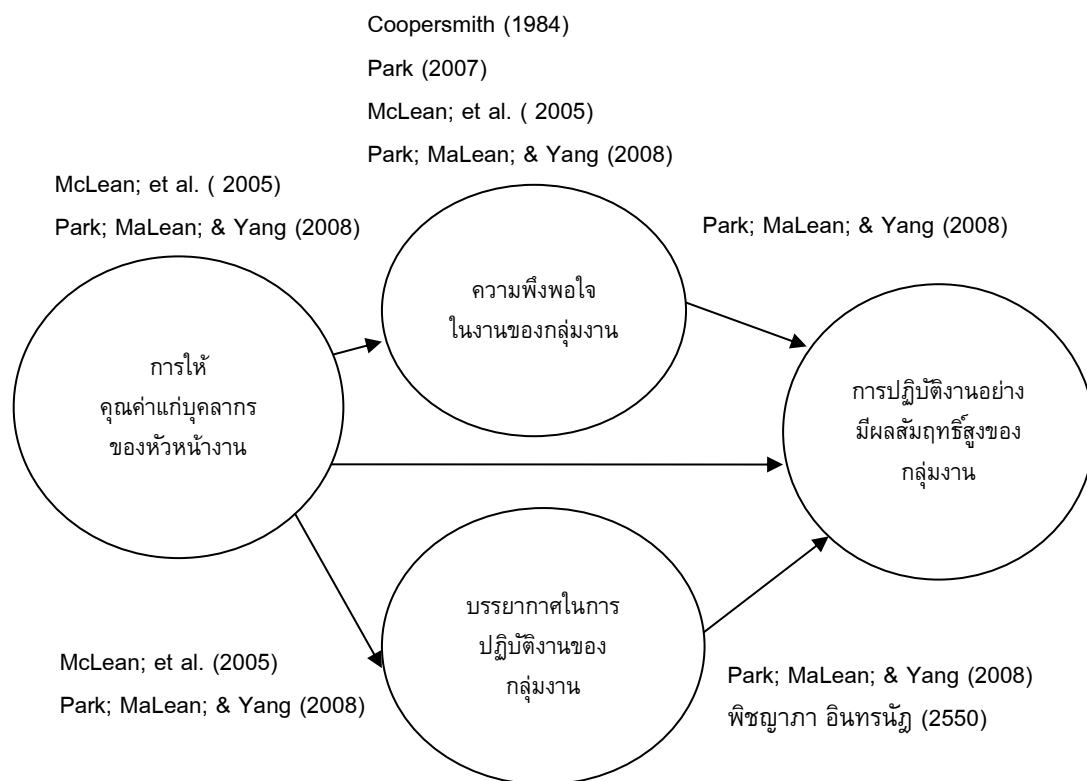 Coopersmith (1984)
Park (2007)
McLean; et al. ( 2005)
Park; MaLean; & Yang (2008)
McLean; et al. ( 2005)
Park; MaLean; & Yang (2008)
Park; MaLean; & Yang (2008)
ความพึงพอใจ
ในงานของกลุ่มงาน
การให้
คุณค่าแก่บุคลากร
ของหัวหน้างาน
การปฏิบัติงานอย่าง
มีผลสัมฤทธิ์สูงของ
กลุ่มงาน
บรรยากาศในการ
ปฏิบัติงานของ
กลุ่มงาน
McLean; et al. (2005)
Park; MaLean; & Yang (2008)
Park; MaLean; & Yang (2008)
พิชญาภา อินทรนัฎ (2550)